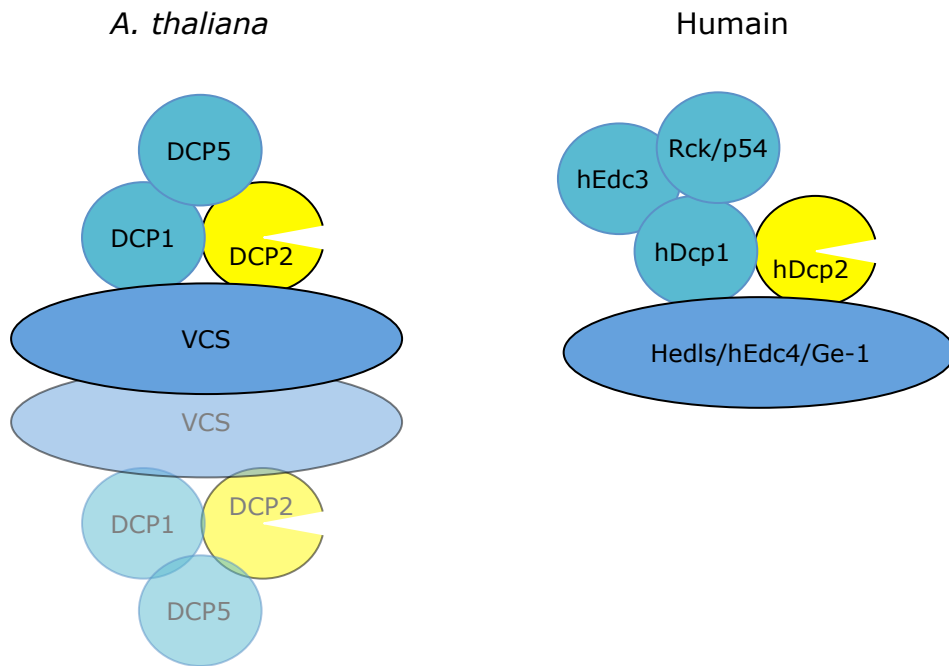 A. thaliana
DCP5
DCP1
DCP2
VCS
VCS
DCP2
DCP1
DCP5
Humain
Rck/p54
hEdc3
hDcp1
hDcp2
Hedls/hEdc4/Ge-1